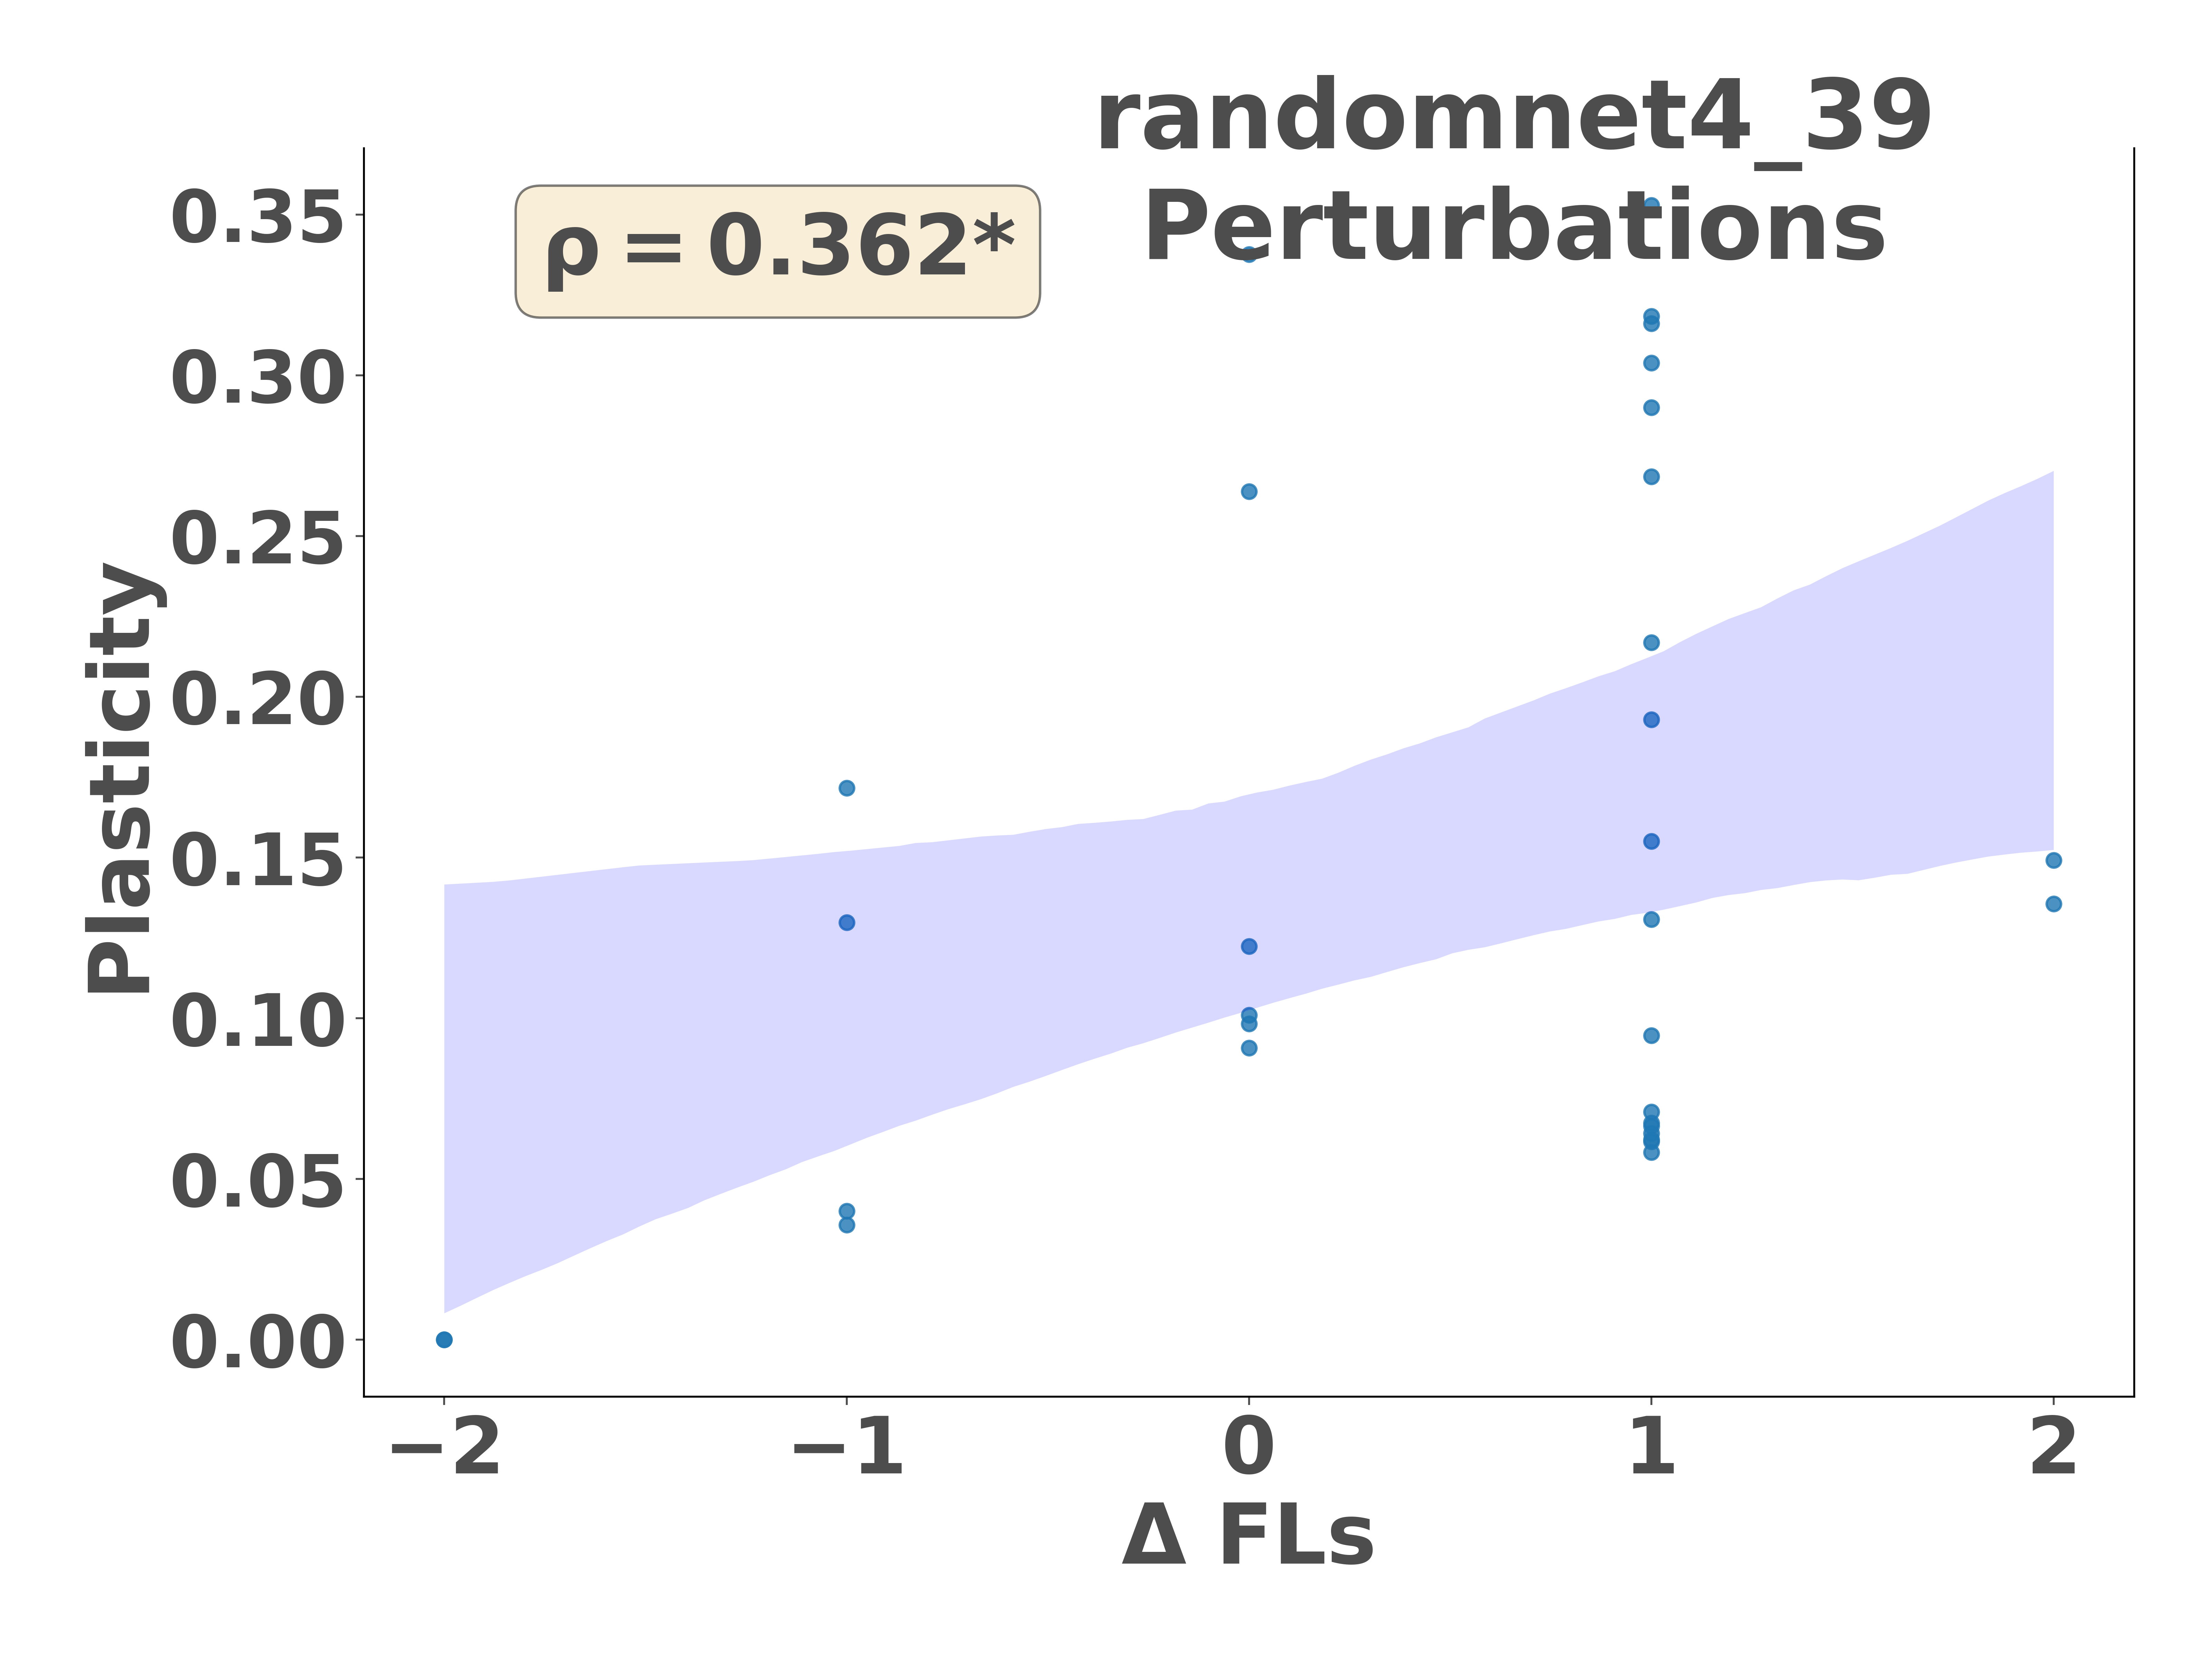 randomnet4_39
Perturbations
ρ = 0.362*
0.35
0.30
0.25
0.20
0.15
0.10
0.05
0.00
Plasticity
−2
−1
0
1
2
Δ FLs